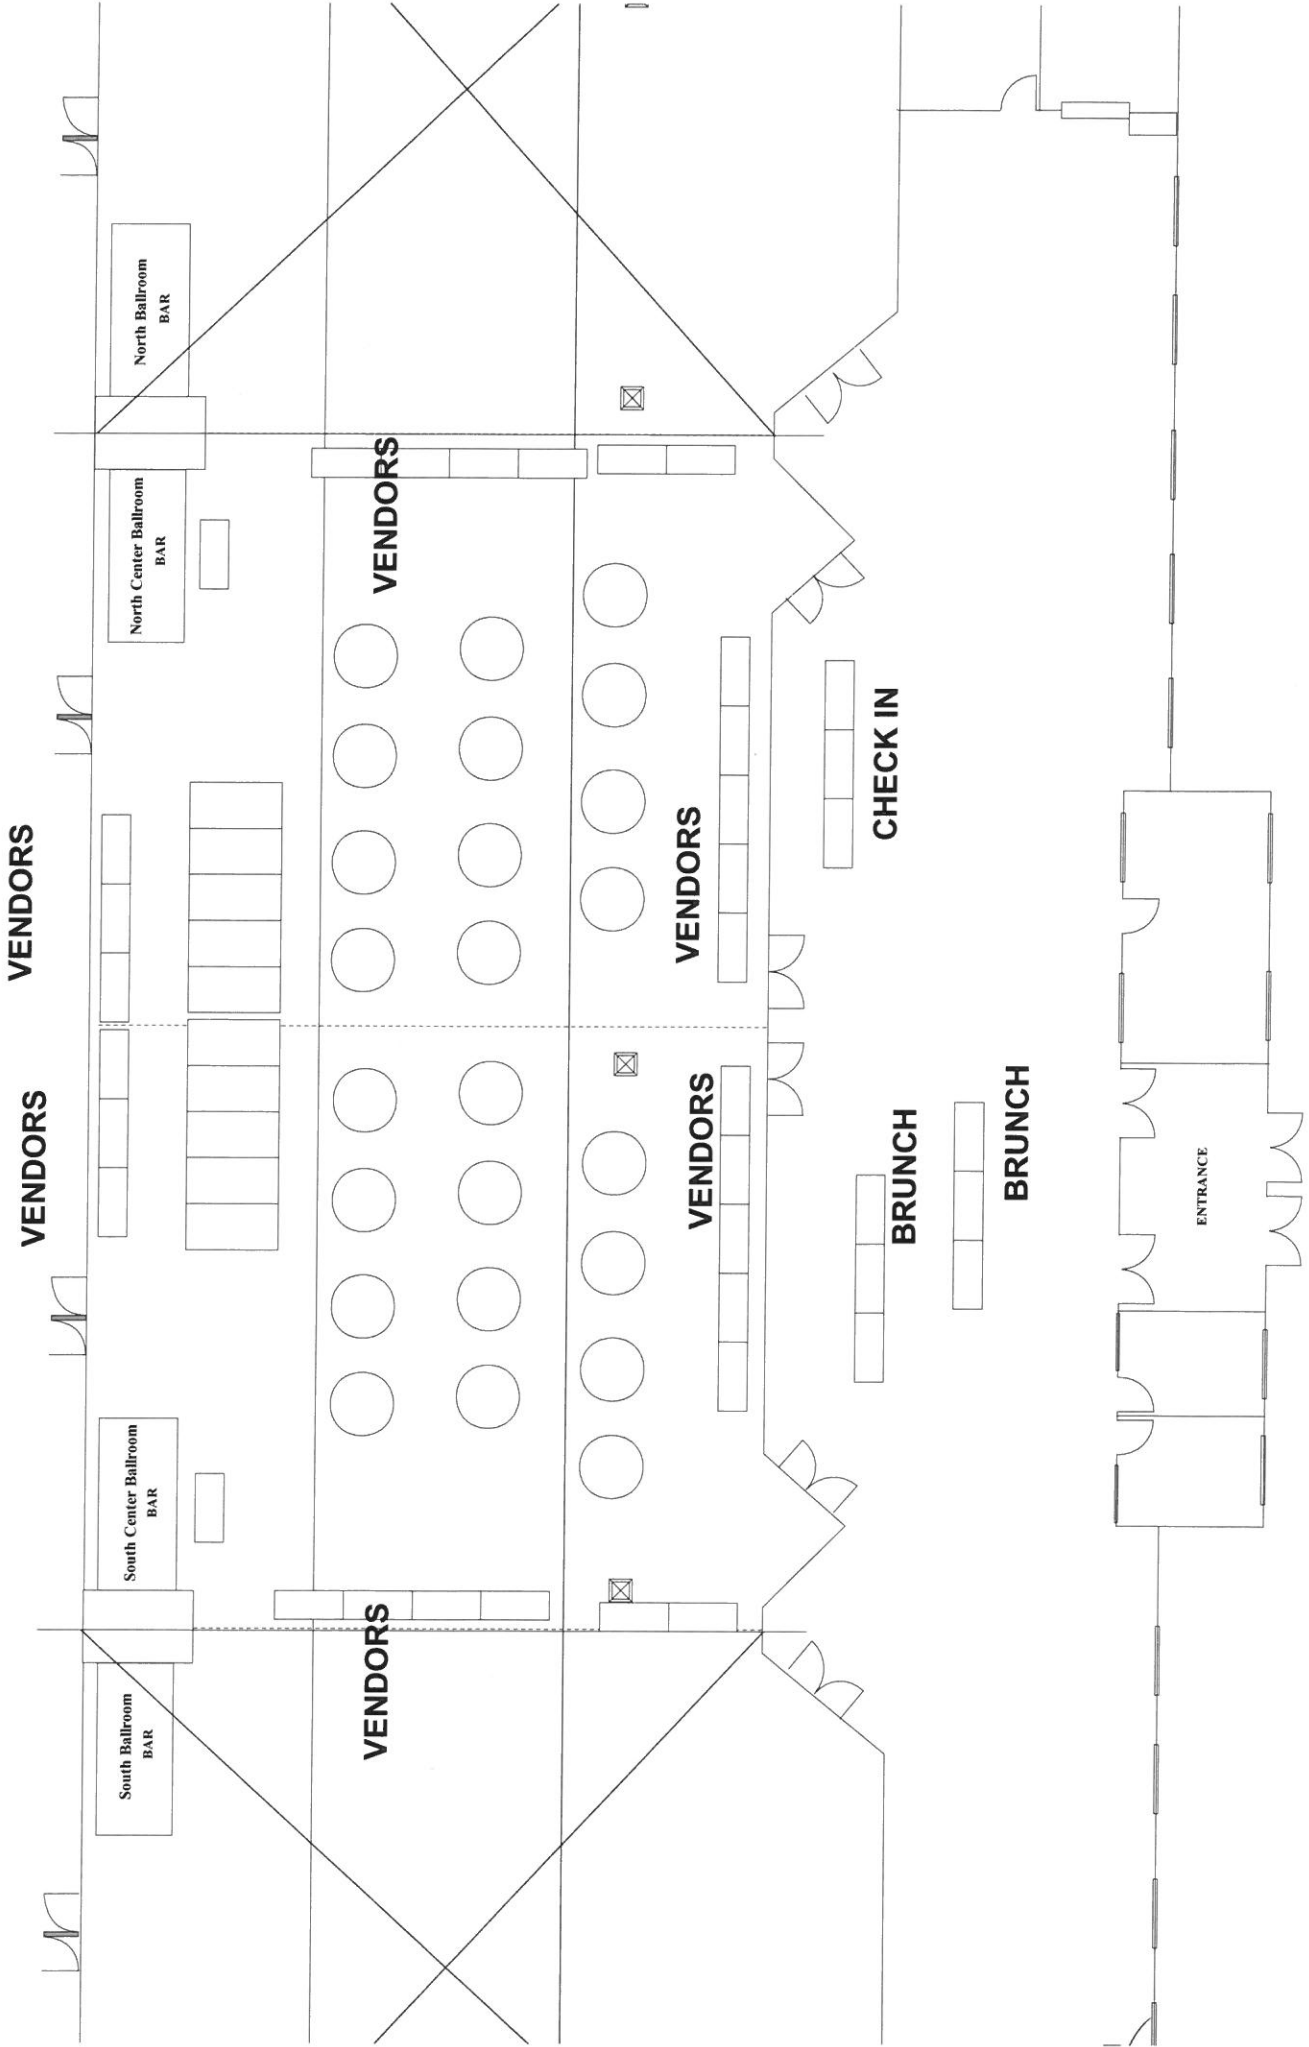 North Ballroom
BAR
North Center Ballroom
BAR
VENDORS
VENDORS
VENDORS
CHECK IN
VENDORS
VENDORS
BRUNCH
BRUNCH
ENTRANCE
South Center Ballroom
BAR
VENDORS
South Ballroom
BAR